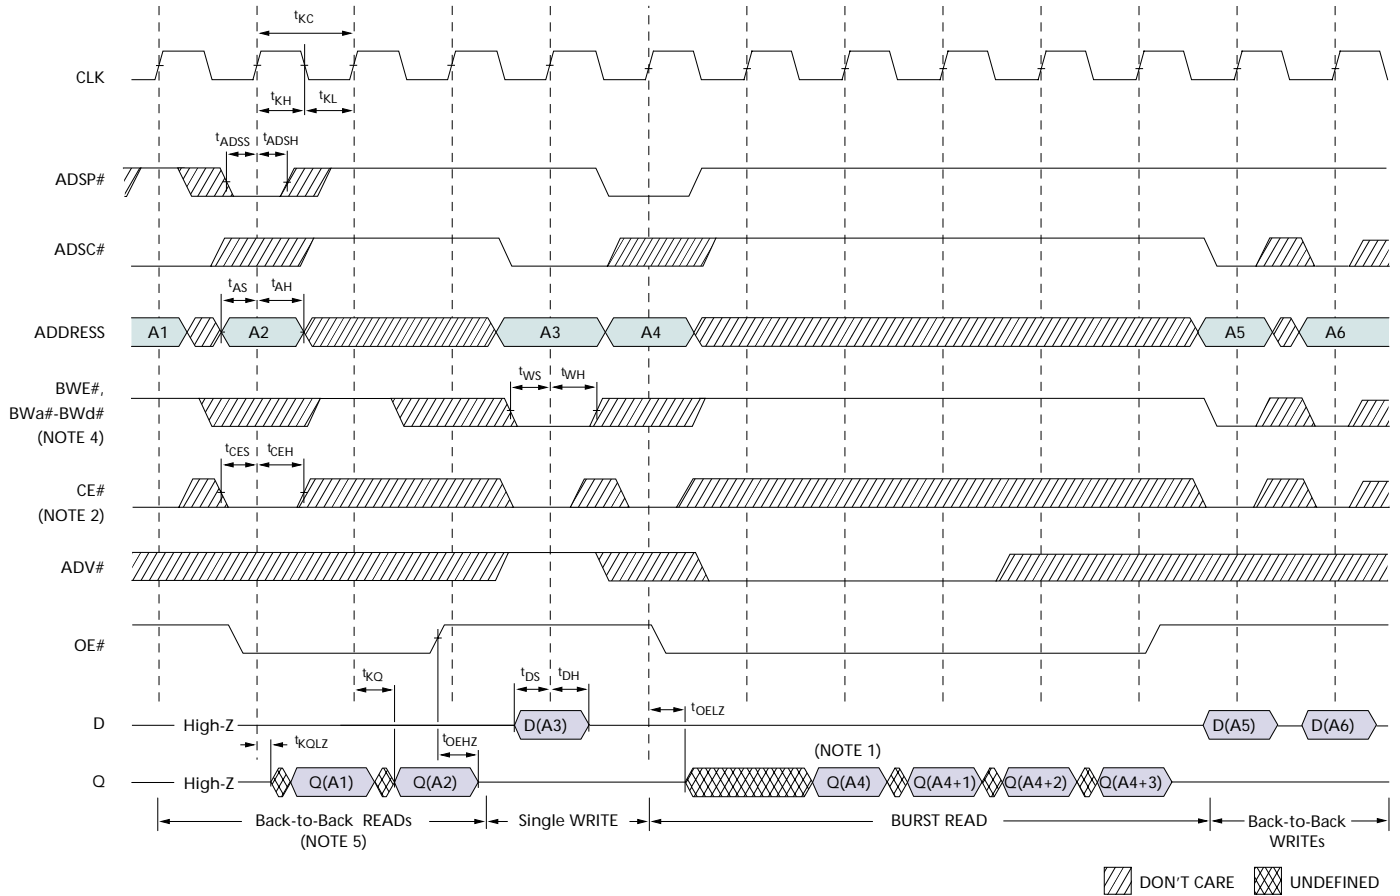 tKC
CLK
tKH
tKL
tADSS
tADSH
ADSP#
ADSC#
tAS
tAH
ADDRESS
A1
A2
A3
A4
A5
A6
BWE#,
BWa#-BWd#
(NOTE 4)
tWS
tWH
tCES
tCEH
CE#
(NOTE 2)
ADV#
OE#
tKQ
tDS
tDH
tOELZ
D
High-Z
D(A3)
D(A5)
D(A6)
tKQLZ
tOEHZ
(NOTE 1)
Q
High-Z
Q(A1)
Q(A2)
Q(A4)
Q(A4+1)
Q(A4+2)
Q(A4+3)
Back-to-Back READs
(NOTE 5)
Single WRITE
BURST READ
Back-to-Back
WRITEs
DON'T CARE
UNDEFINED